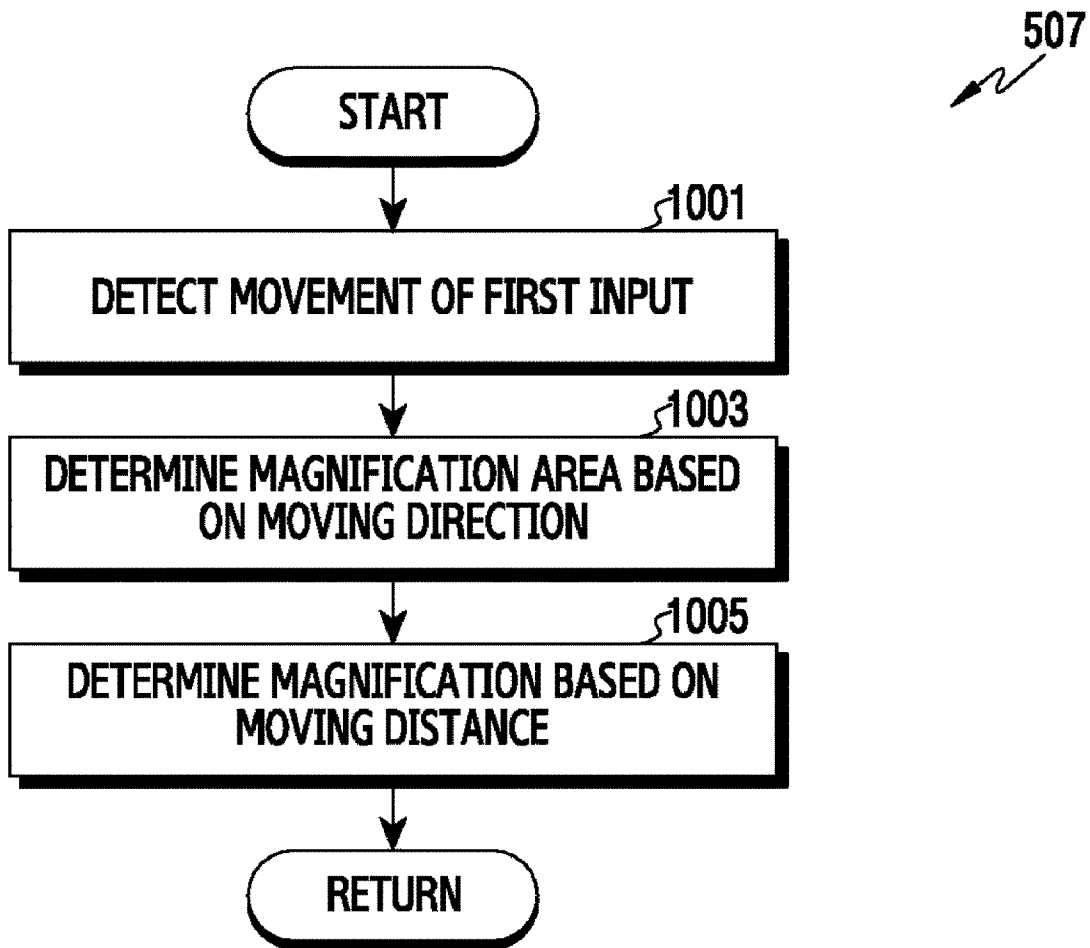 507
START
1001
DETECT MOVEMENT OF FIRST INPUT
1003
DETERMINE MAGNIFICATION AREA BASED
ON MOVING DIRECTION
1005
DETERMINE MAGNIFICATION BASED ON
MOVING DISTANCE
RETURN